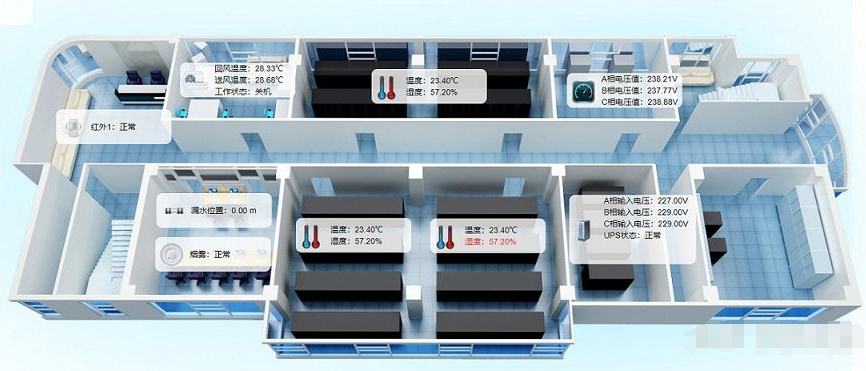 回风温度：28.33℃
送风温度：28.68℃
工作状态：关机
温度：23.40℃
湿度：57.20%
A相电压值：238.21V
B相电压值：237.77V
C相电压值：238.88V
红外1：正常
漏水位置：0.00 m
烟雾：正常
温度：23.40℃
湿度：57.20%
温度：23.40℃
湿度：57.20%
A相输入电压：227.00V
B相输入电压：229.00V
C相输入电压：229.00V
UPS状态：正常